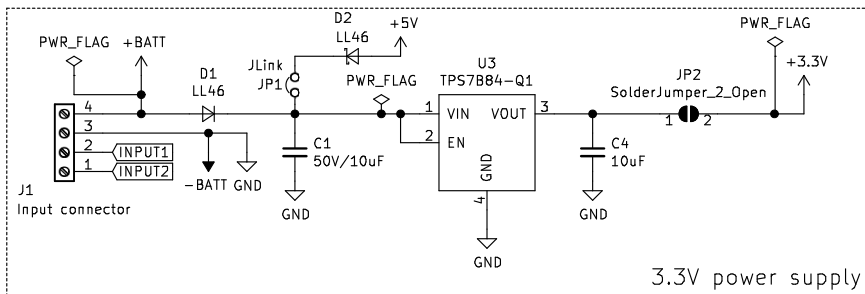 D2
LL46
+5V
PWR_FLAG
+BATT
PWR_FLAG
+3.3V
D1
LL46
JLink
JP1
PWR_FLAG
U3
TPS7B84-Q1
JP2
SolderJumper_2_Open
4
3
2
1
INPUT1
INPUT2
-BATT
GND
J1
Input connector
C1
50V/10uF
GND
1
VIN
VOUT
3
2
EN
GND
4
GND
C4
10uF
GND
1
2
3.3V power supply